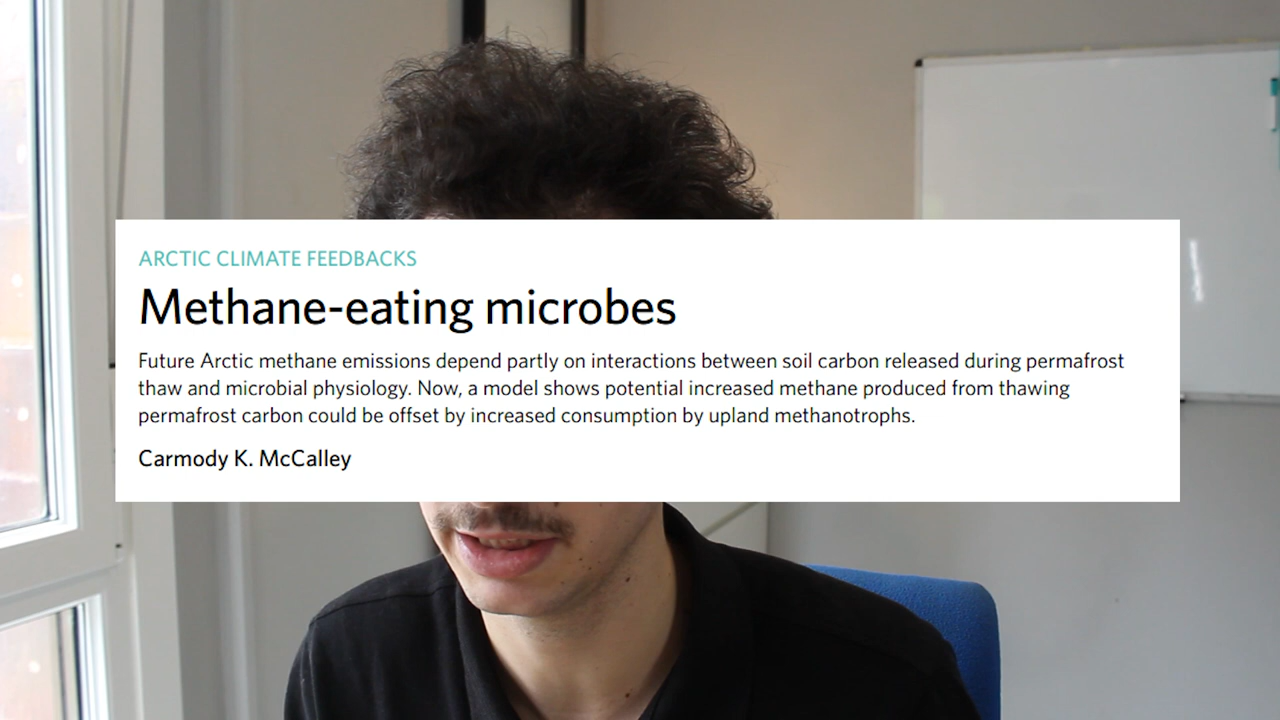 ARCTIC CLIMATE FEEDBACKS
Methane-eating microbes
Future Arctic methane emissions depend partly on interactions between soil carbon released during permafrost
thaw and microbial physiology. Now, a model shows potential increased methane produced from thawing
permafrost carbon could be offset by increased consumption by upland methanotrophs.
Carmody K. McCalley